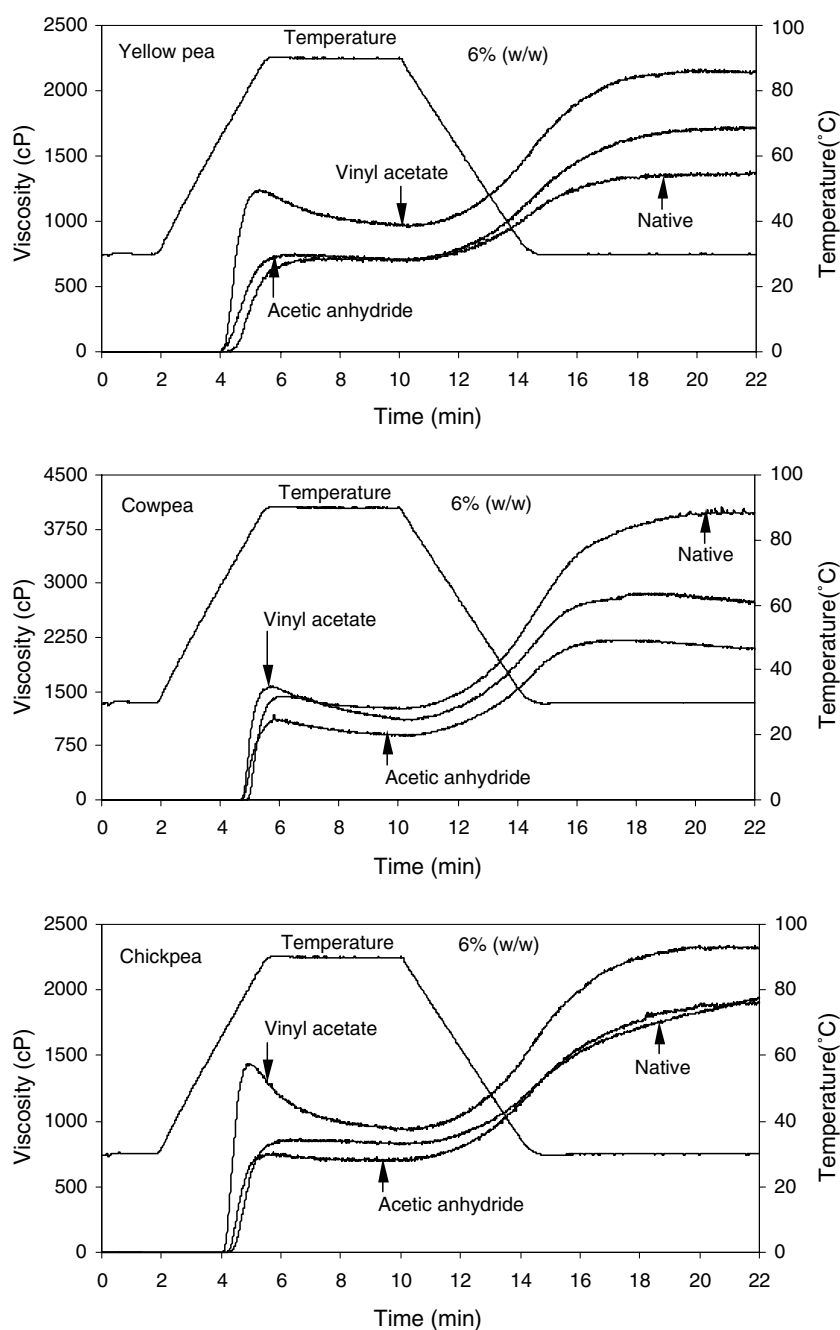 2500 100
Yellow pea Temperature 6% (w/w)
2000 80
Viscosity (cP)
Temperature(˚C)
1500 60
Vinyl acetate
1000 40
Native
500 20
Acetic anhydride
0 0
0 2 4 6 8 10 12 14 16 18 20 22
Time (min)
4500 100
Cowpea Temperature 6% (w/w)
3750 80
Viscosity (cP)
Temperature(˚C)
Native
3000
60
2250
Vinyl acetate
40
1500
750 20
Acetic anhydride
0 0
0 2 4 6 8 10 12 14 16 18 20 22
Time (min)
2500 100
Chickpea Temperature 6% (w/w)
2000 80
Viscosity (cP)
Temperature(˚C)
Vinyl acetate
1500 60
Native
1000 40
500 20
Acetic anhydride
0 0
0 2 4 6 8 10 12 14 16 18 20 22
Time (min)